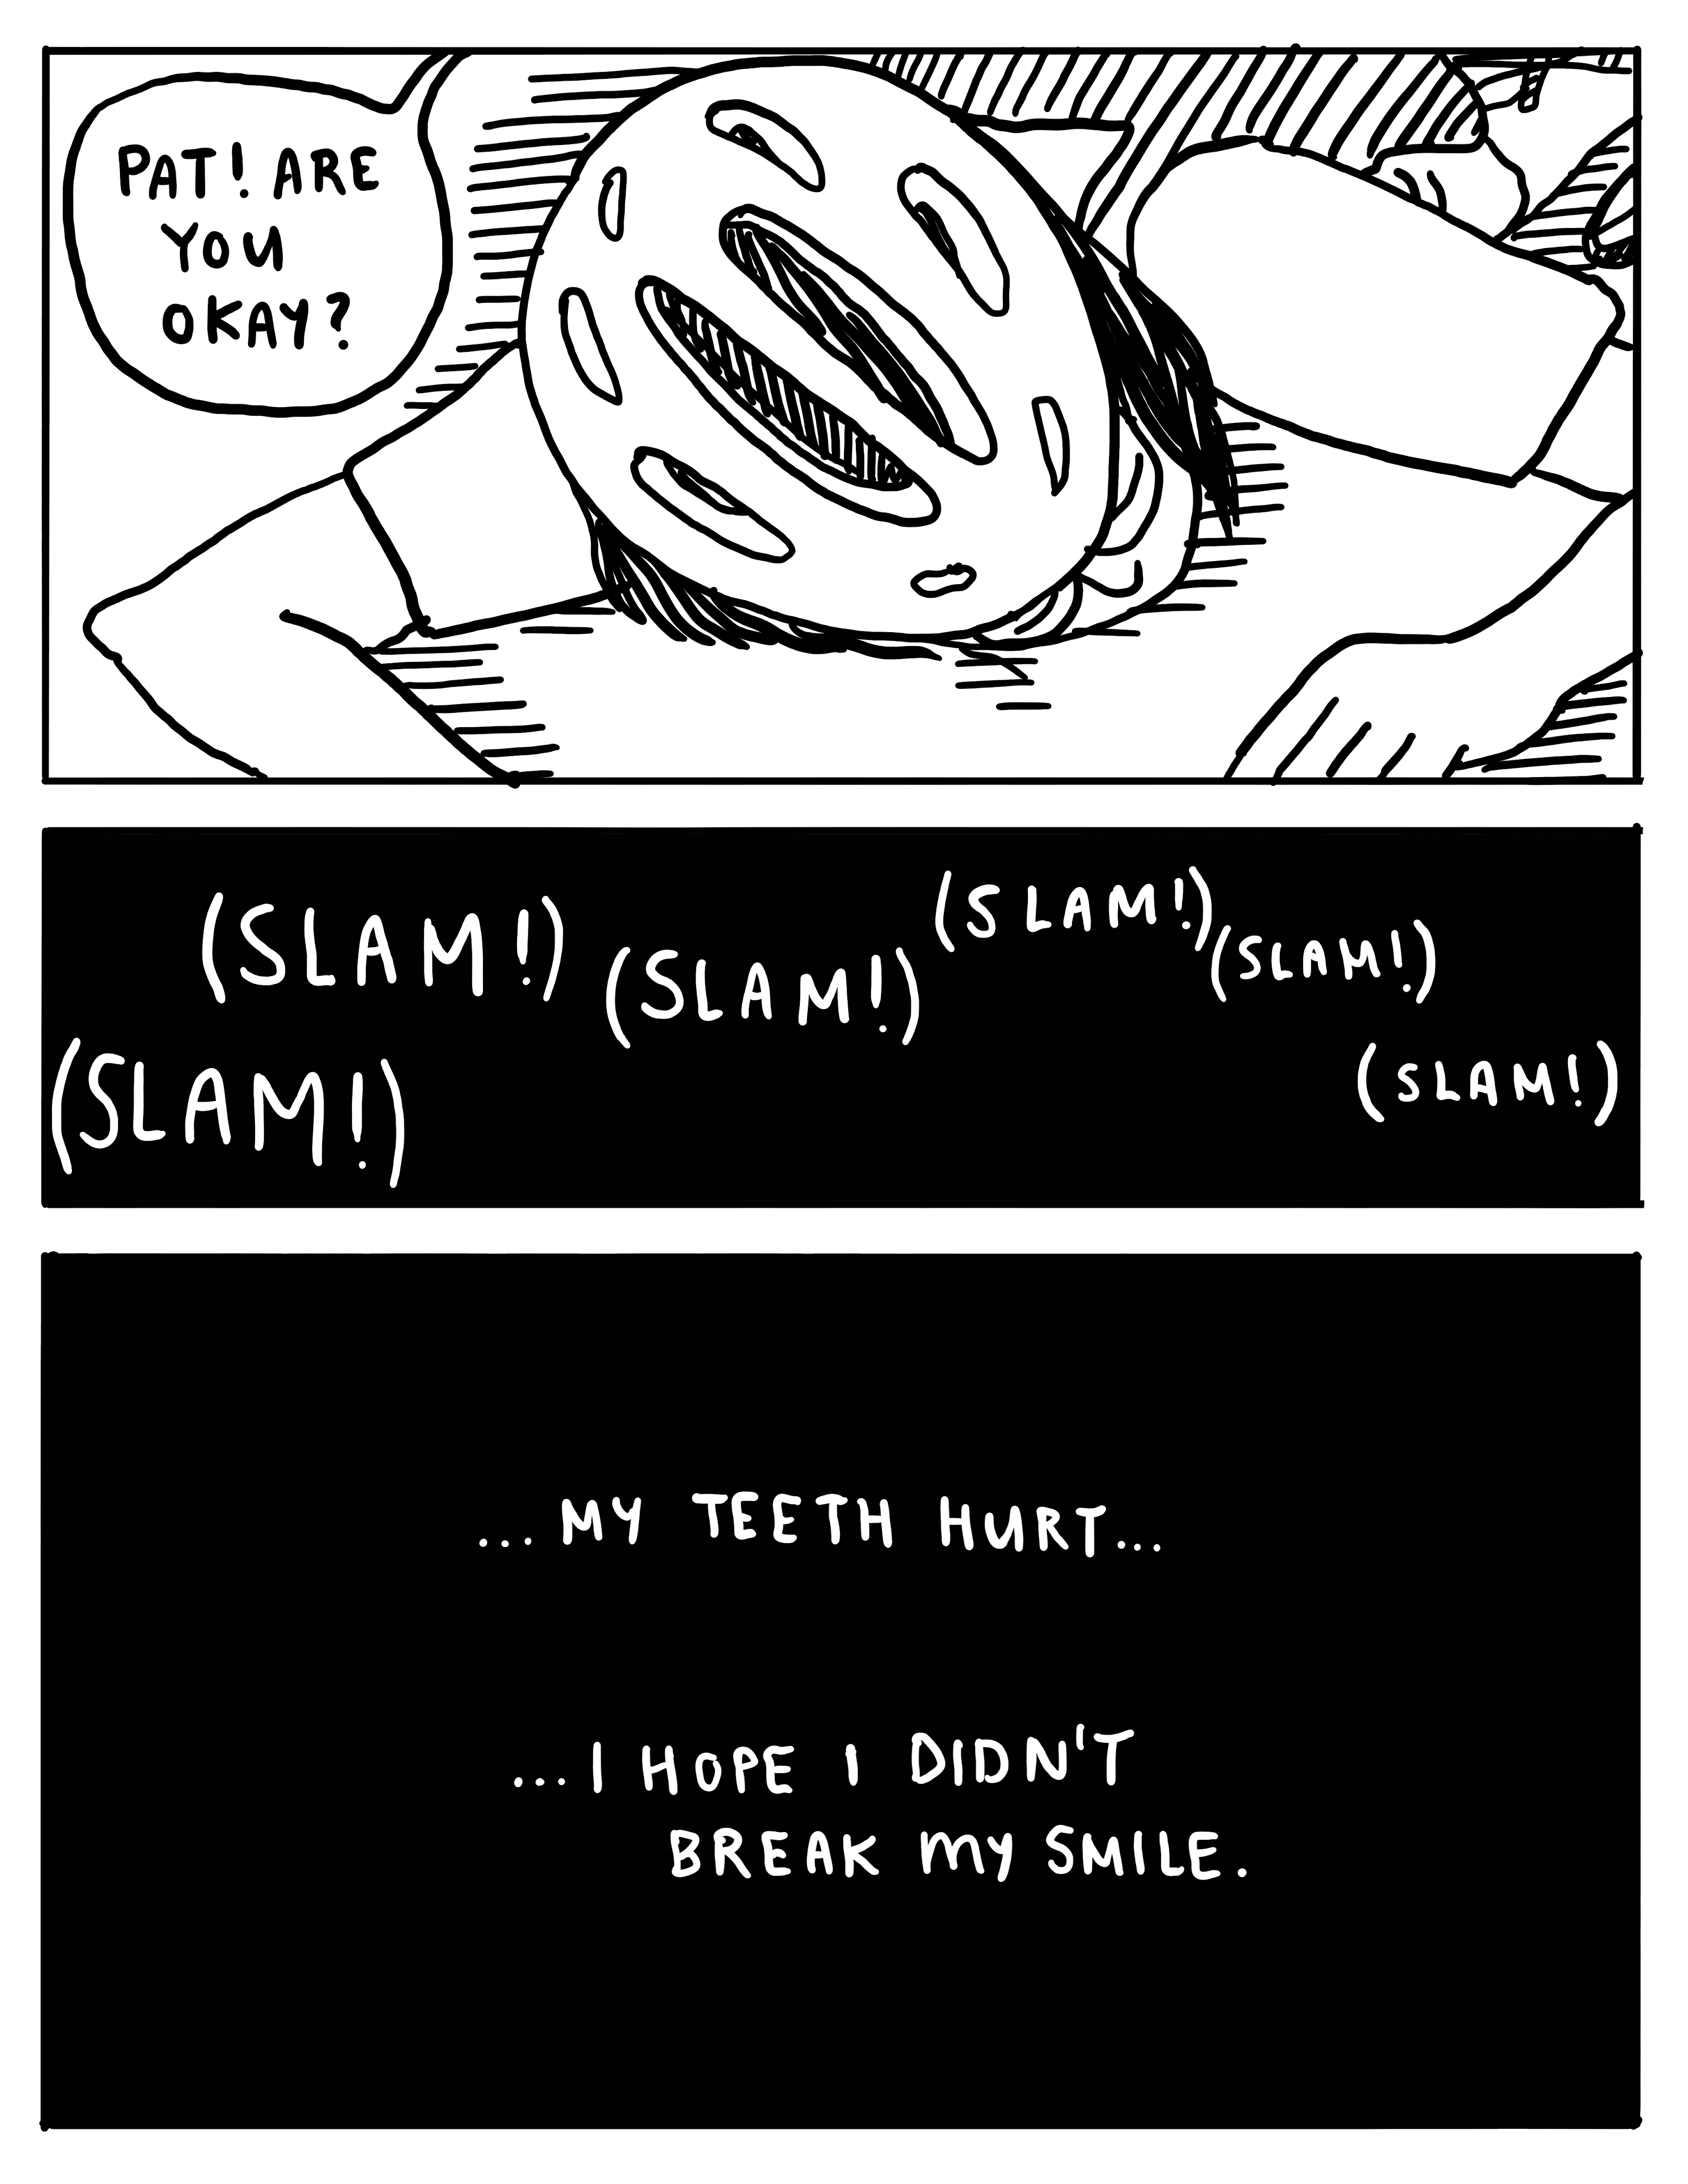 PAT! ARE
YOU
OKAY?
(SLAM!)
(SLAM!)
(SLAM!)
(SLAM!)
(SLAM!)
(SLAM!)
...MY TEETH HURT...
...I HOPE I DIDN'T
BREAK MY SMILE.